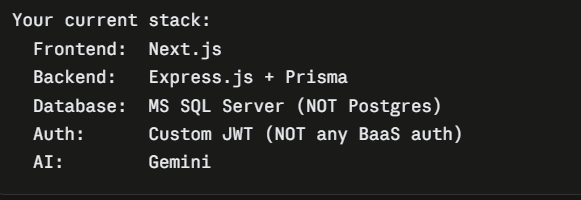 Your current stack:
Frontend: Next.js
Backend: Express.js + Prisma
Database: MS SQL Server (NOT Postgres)
Auth: Custom JWT (NOT any BaaS auth)
AI: Gemini